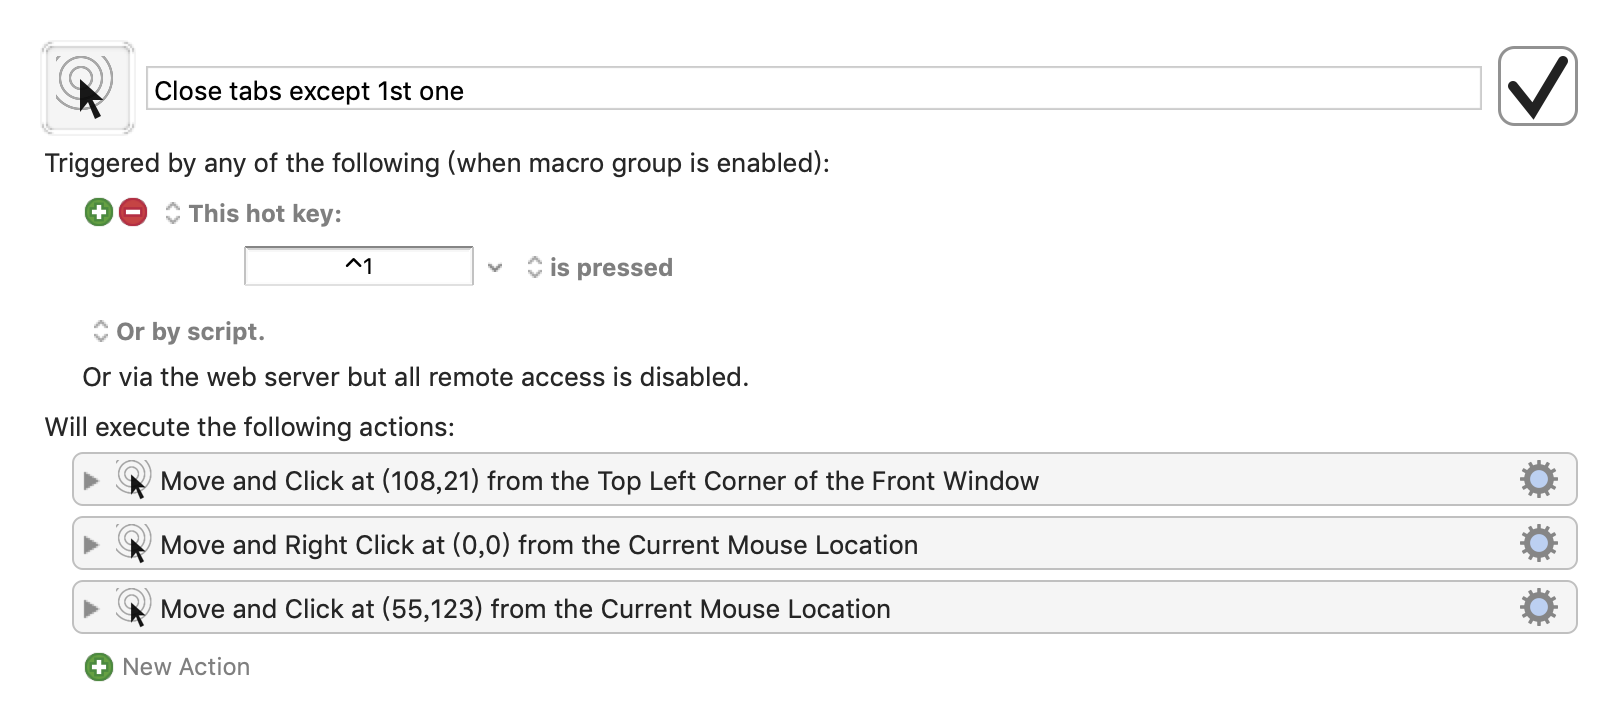 Close tabs except 1st one
Triggered by any of the following (when macro group is enabled):
This hot key:
^1
is pressed
Or by script.
Or via the web server but all remote access is disabled.
Will execute the following actions:
Move and Click at (108,21) from the Top Left Corner of the Front Window
Move and Right Click at (0,0) from the Current Mouse Location
Move and Click at (55,123) from the Current Mouse Location
New Action